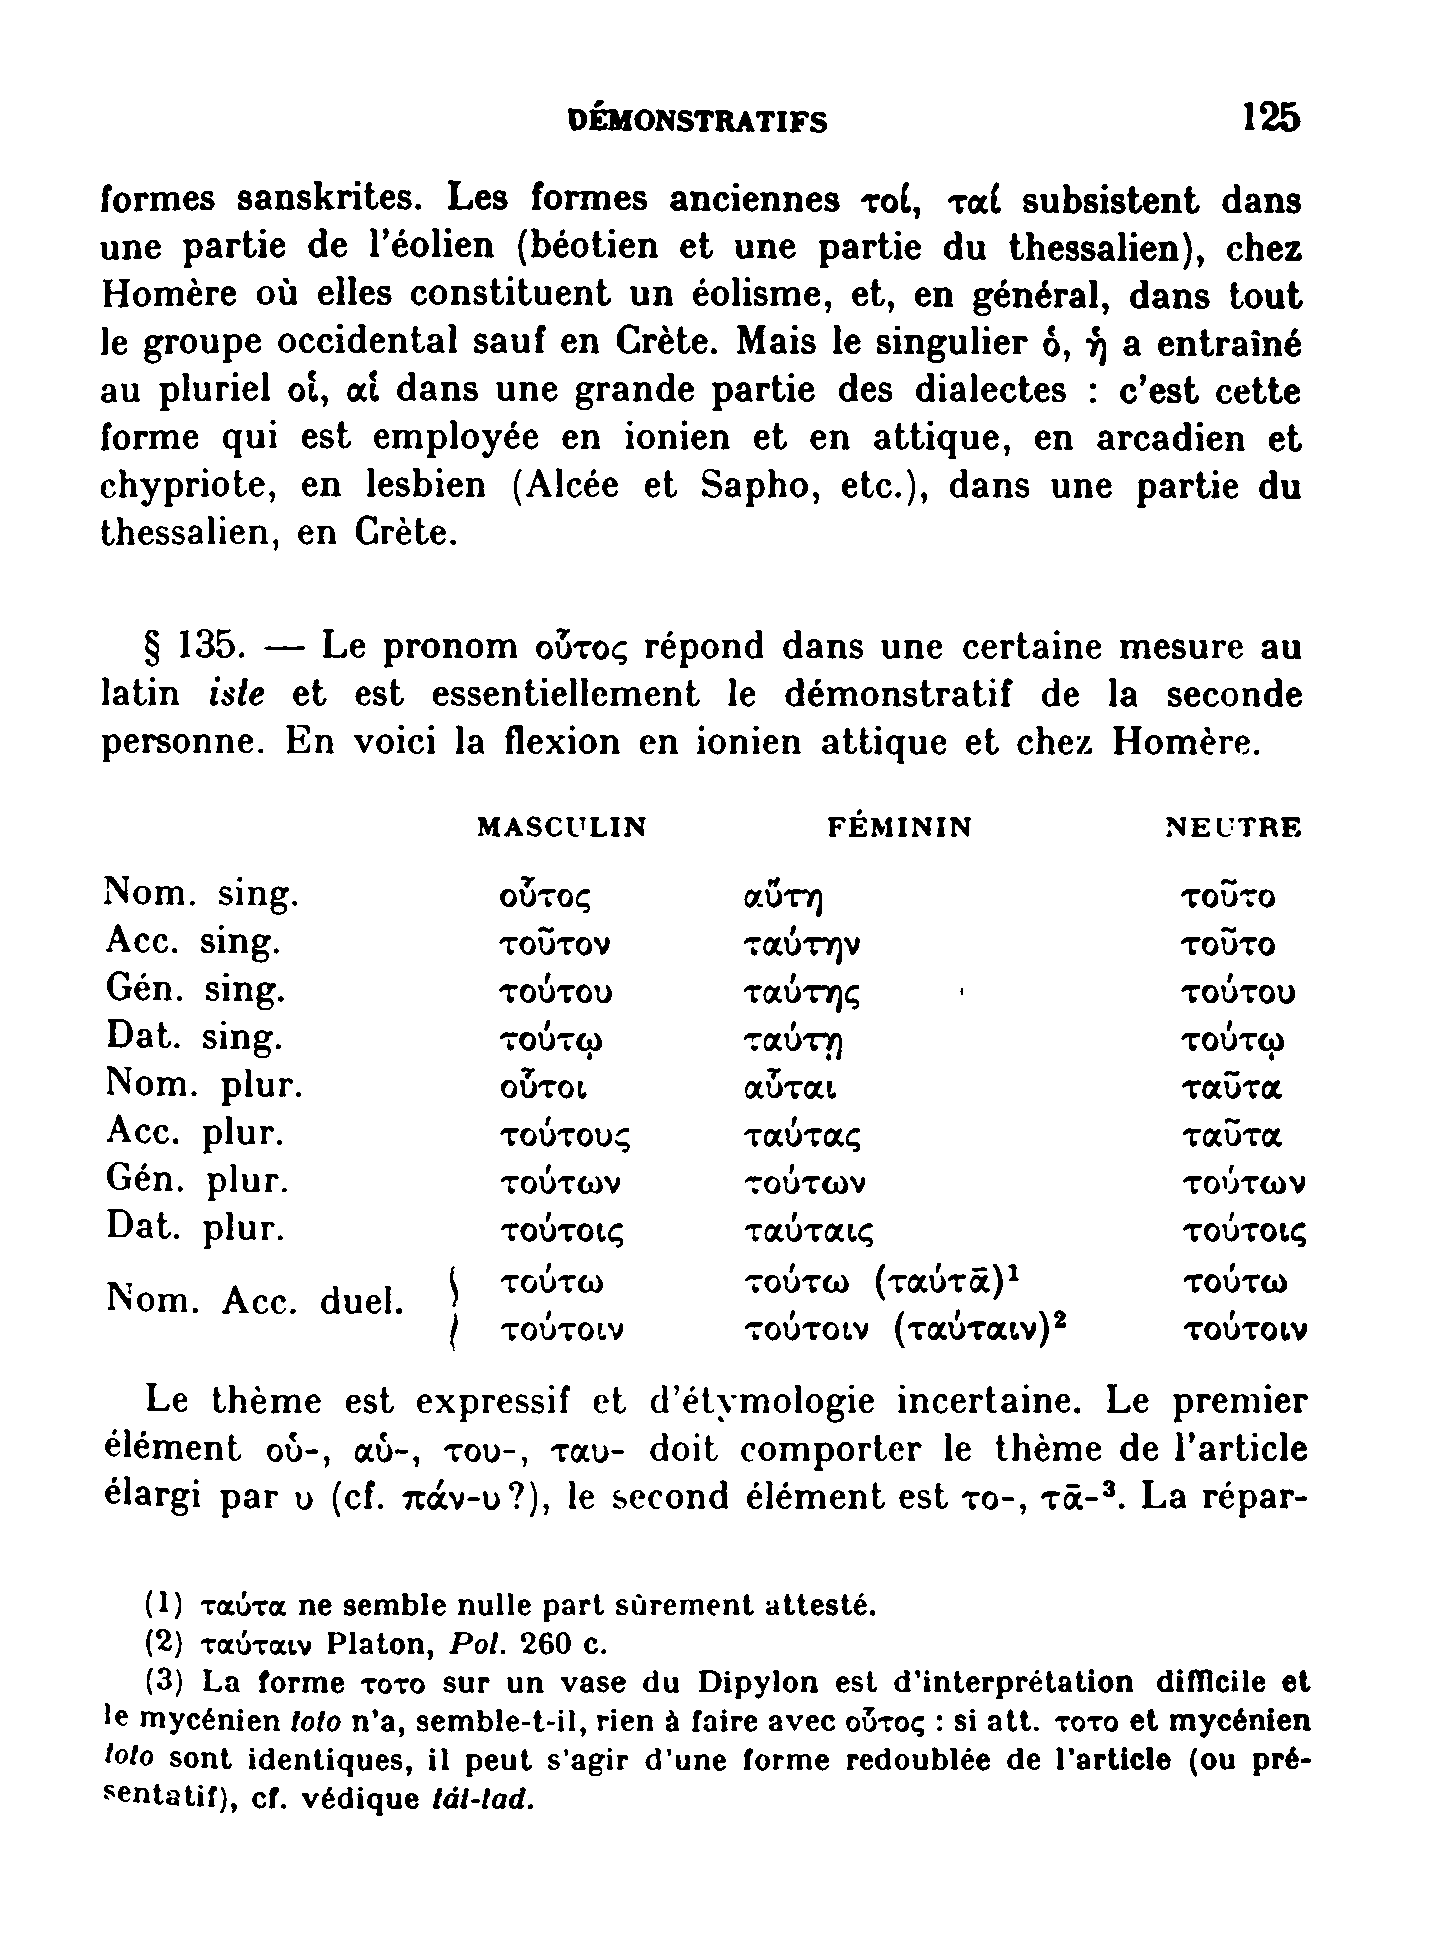 DÉMONSTRATIFS 125
formes sanskrites. Les formes anciennes τοί, ταί subsistent dans
une partie de l'éolien (béotien et une partie du thessalien), chez
Homère où elles constituent un éolisme, et, en général, dans tout
le groupe occidental sauf en Crète. Mais le singulier ὁ, ἡ a entraîné
au pluriel οἱ, αἱ dans une grande partie des dialectes : c'est cette
forme qui est employée en ionien et en attique, en arcadien et
chypriote, en lesbien (Alcée et Sapho, etc.), dans une partie du
thessalien, en Crète.
§ 135. — Le pronom οὗτος répond dans une certaine mesure au
latin iste et est essentiellement le démonstratif de la seconde
personne. En voici la flexion en ionien attique et chez Homère.
MASCULIN FÉMININ NEUTRE
Nom. sing. οὗτος αὕτη τοῦτο
Acc. sing. τοῦτον ταύτην τοῦτο
Gén. sing. τούτου ταύτης τούτου
Dat. sing. τούτῳ ταύτῃ τούτῳ
Nom. plur. οὗτοι αὗται ταῦτα
Acc. plur. τούτους ταύτας ταῦτα
Gén. plur. τούτων τούτων τούτων
Dat. plur. τούτοις ταύταις τούτοις
Nom. Acc. duel. { τούτω τούτω (ταύτᾱ)¹ τούτω
τούτοιν τούτοιν (ταύταιν)² τούτοιν
Le thème est expressif et d'étymologie incertaine. Le premier
élément οὑ-, αὑ-, του-, ταυ- doit comporter le thème de l'article
élargi par υ (cf. πάν-υ ?), le second élément est το-, τᾱ-³. La répar-
(1) ταύτα ne semble nulle part sûrement attesté.
(2) ταύταιν Platon, Pol. 260 c.
(3) La forme τοτο sur un vase du Dipylon est d'interprétation difficile et
le mycénien toto n'a, semble-t-il, rien à faire avec οὗτος : si att. τοτο et mycénien
toto sont identiques, il peut s'agir d'une forme redoublée de l'article (ou pré-
sentatif), cf. védique tát-tad.